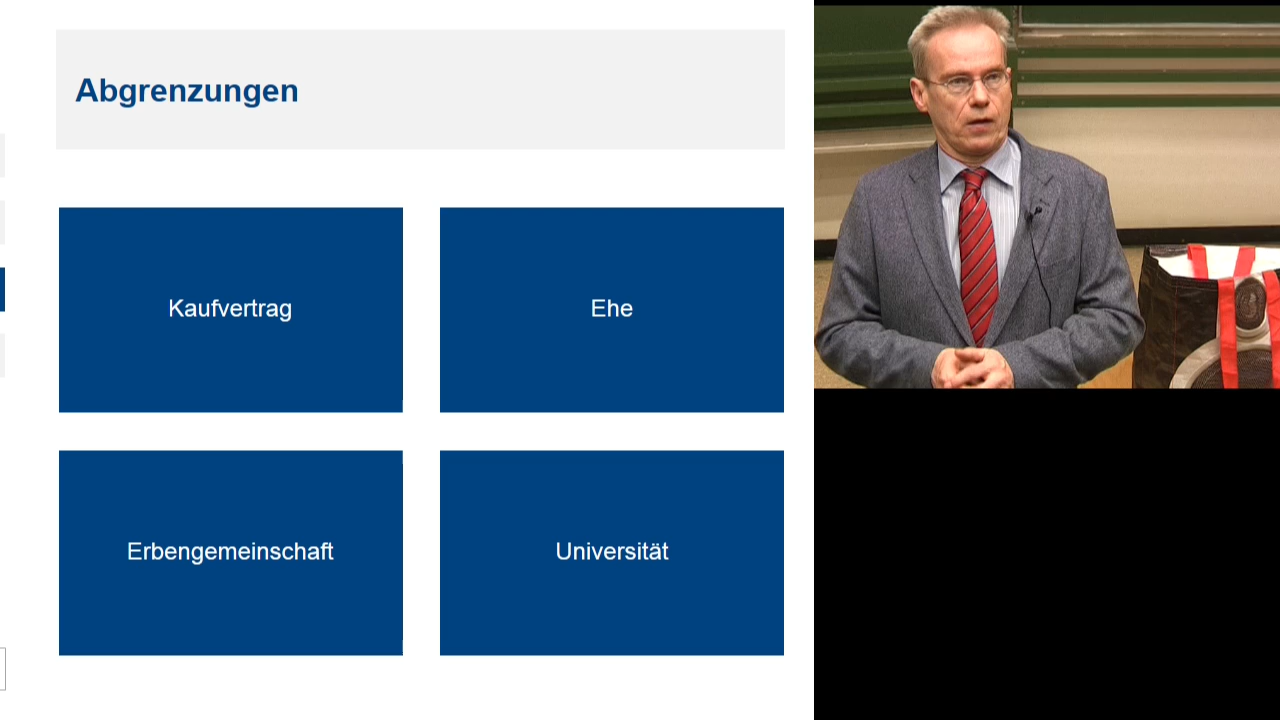 Abgrenzungen
Kaufvertrag
Ehe
Erbengemeinschaft
Universität